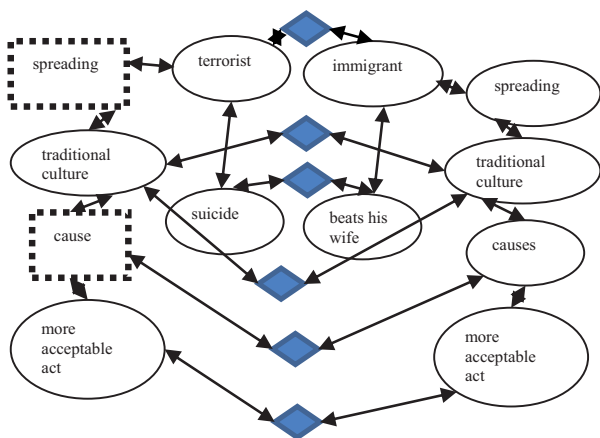 spreading
terrorist
immigrant
spreading
traditional
culture
traditional
culture
suicide
beats his
wife
cause
causes
more
acceptable
act
more
acceptable
act